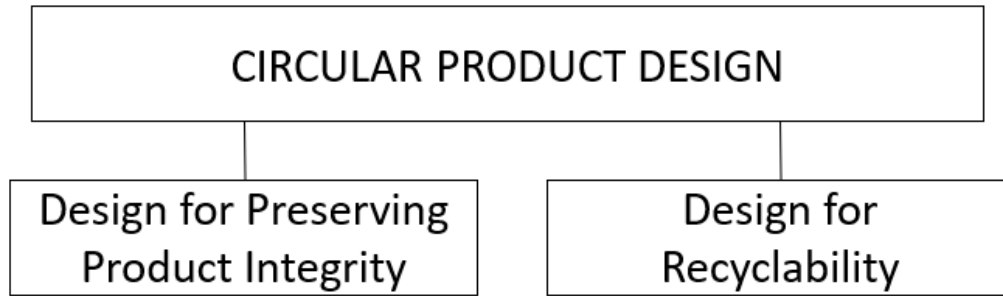 CIRCULAR PRODUCT DESIGN
Design for Preserving
Product Integrity
Design for
Recyclability